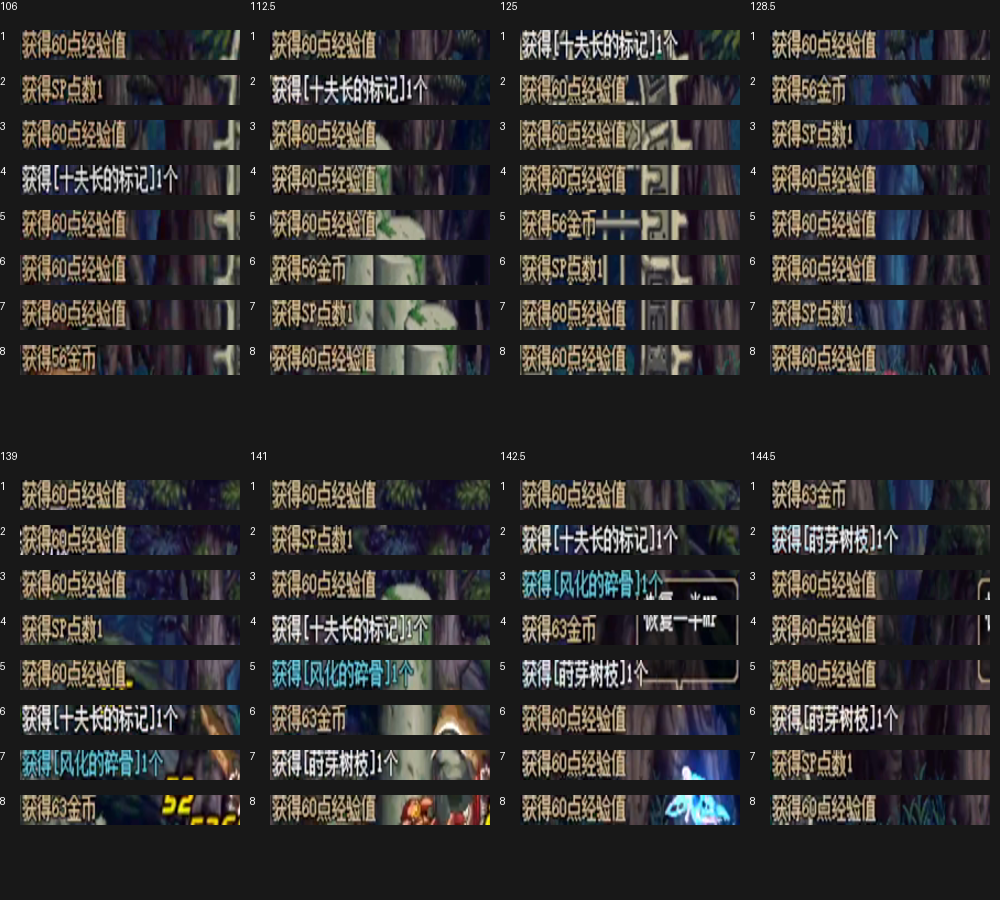 106
1 获得60点经验值
2 获得SP点数1
3 获得60点经验值
4 获得[十夫长的标记]1个
5 获得60点经验值
6 获得60点经验值
7 获得60点经验值
8 获得56金币
112.5
1 获得60点经验值
2 获得[十夫长的标记]1个
3 获得60点经验值
4 获得60点经验值
5 获得60点经验值
6 获得56金币
7 获得SP点数1
8 获得60点经验值
125
1 获得[十夫长的标记]1个
2 获得60点经验值
3 获得60点经验值
4 获得60点经验值
5 获得56金币
6 获得SP点数1
7 获得60点经验值
8 获得60点经验值
128.5
1 获得60点经验值
2 获得56金币
3 获得SP点数1
4 获得60点经验值
5 获得60点经验值
6 获得60点经验值
7 获得SP点数1
8 获得60点经验值
139
1 获得60点经验值
2 获得60点经验值
3 获得60点经验值
4 获得SP点数1
5 获得60点经验值
6 获得[十夫长的标记]1个
7 获得[风化的碎骨]1个
8 获得63金币
52
141
1 获得60点经验值
2 获得SP点数1
3 获得60点经验值
4 获得[十夫长的标记]1个
5 获得[风化的碎骨]1个
6 获得63金币
7 获得[莳芽树枝]1个
8 获得60点经验值
142.5
1 获得60点经验值
2 获得[十夫长的标记]1个
3 获得[风化的碎骨]1个
4 获得63金币
恢复一半MP
5 获得[莳芽树枝]1个
6 获得60点经验值
7 获得60点经验值
8 获得60点经验值
144.5
1 获得63金币
2 获得[莳芽树枝]1个
3 获得60点经验值
4 获得60点经验值
5 获得60点经验值
6 获得[莳芽树枝]1个
7 获得SP点数1
8 获得60点经验值